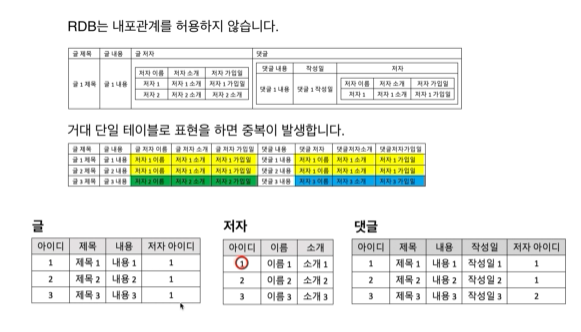 RDB는 내포관계를 허용하지 않습니다.
글 제목 글 내용 글 저자 댓글
글 1 제목 글 1 내용
저자 이름 저자 소개 저자 가입일
저자 1 저자 1 소개 저자 1 가입일
저자 2 저자 2 소개 저자 2 소개
댓글 내용 작성일 저자
댓글 1 내용 댓글 1 작성일
저자 이름 저자 소개 저자 가입일
저자 1 저자 1 소개 저자 1 가입일
거대 단일 테이블로 표현을 하면 중복이 발생합니다.
글 제목 글 내용 글 저자 이름 글 저자 소개 글 저자 가입일 댓글 내용 댓글 저자 댓글저자소개 댓글저자가입일
글 1 제목 글 1 내용 저자 1 이름 저자 1 소개 저자 1 가입일 댓글 1 내용 저자 1 이름 저자 1 소개 저자 1 가입일
글 2 제목 글 2 내용 저자 1 이름 저자 1 소개 저자 1 가입일 댓글 2 내용 저자 1 이름 저자 1 소개 저자 1 가입일
글 3 제목 글 3 내용 저자 2 이름 저자 2 소개 저자 2 가입일 댓글 3 내용 저자 3 이름 저자 3 소개 저자 3 가입일
글
아이디 제목 내용 저자 아이디
1 제목 1 내용 1 1
2 제목 2 내용 2 1
3 제목 3 내용 3 1
저자
아이디 이름 소개
1 이름 1 소개 1
2 이름 2 소개 2
3 이름 3 소개 3
댓글
아이디 제목 내용 작성일 저자 아이디
1 제목 1 내용 1 작성일 1 1
2 제목 2 내용 2 작성일 2 1
3 제목 3 내용 3 작성일 3 2